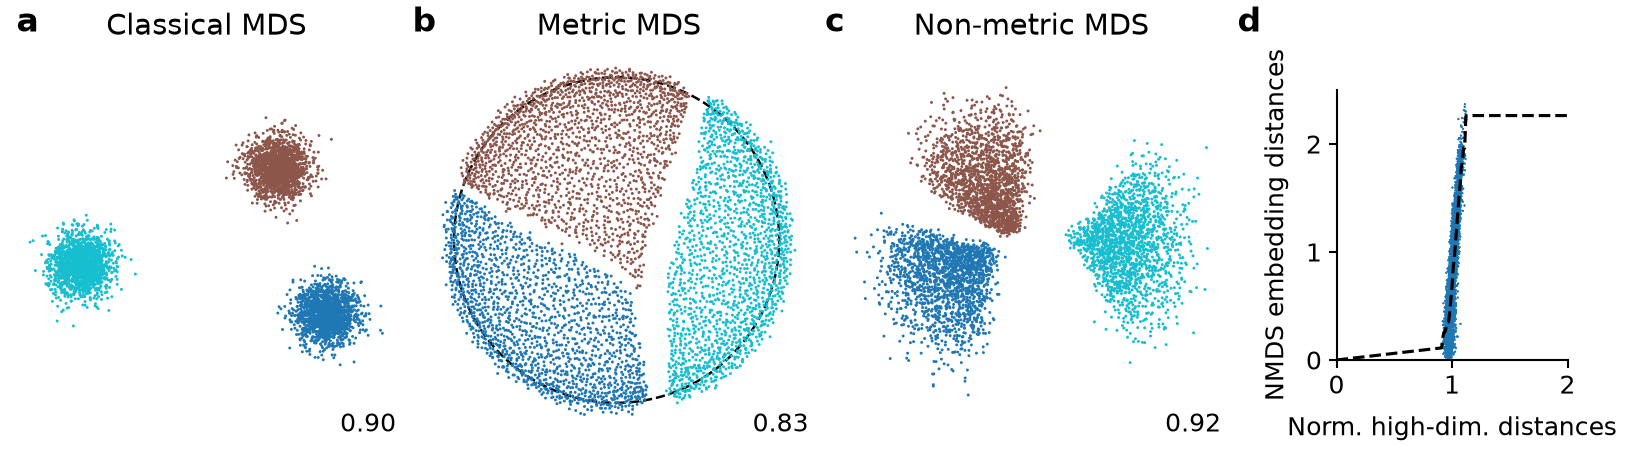 a Classical MDS
b Metric MDS
c Non-metric MDS
d
0.90
0.83
0.92
NMDS embedding distances
2
1
0
0 1 2
Norm. high-dim. distances